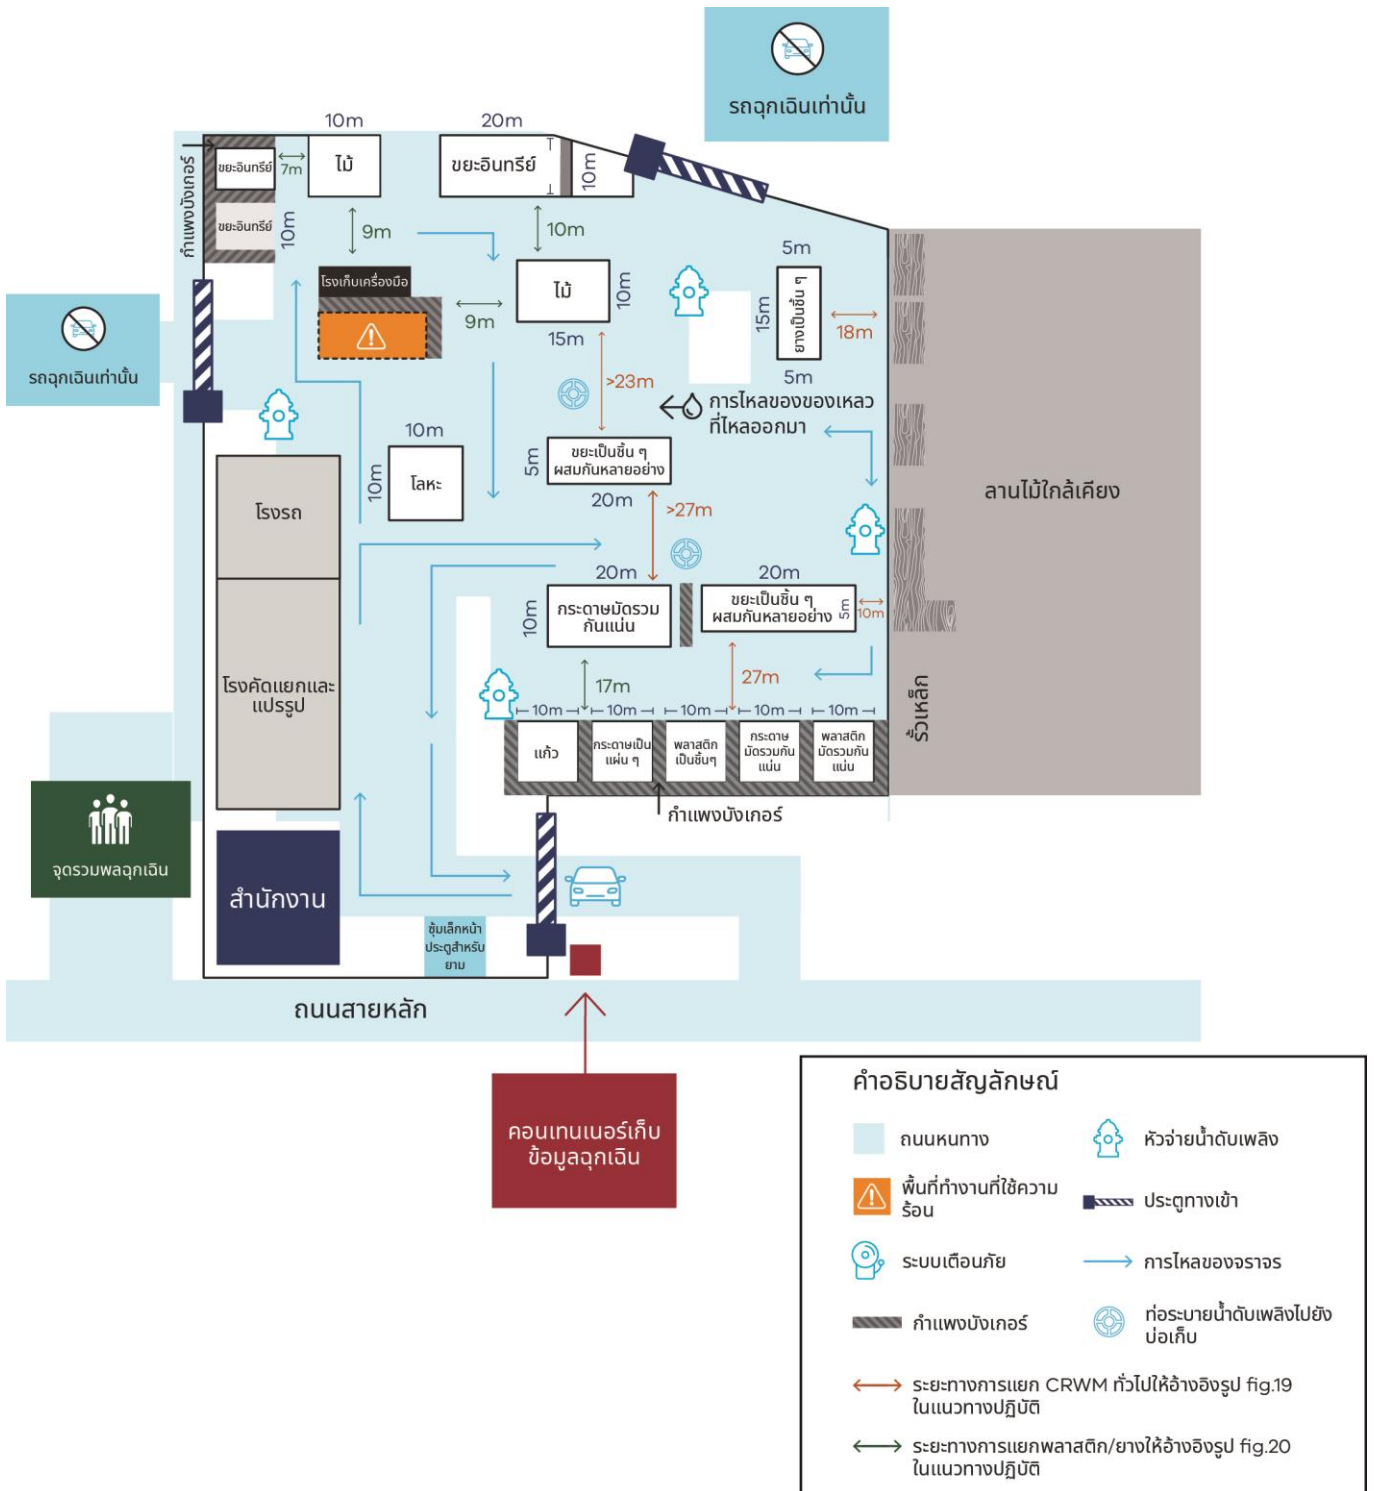 รถฉุกเฉินเท่านั้น
10m
20m
กำแพงบังเกอร์
ขยะอินทรีย์
7m
ไม้
ขยะอินทรีย์
10m
ขยะอินทรีย์
10m
9m
10m
โรงเก็บเครื่องมือ
9m
ไม้
10m
15m
5m
15m
ยางเป็นชิ้น ๆ
18m
5m
รถฉุกเฉินเท่านั้น
>23m
การไหลของของเหลว
ที่ไหลออกมา
10m
10m
โลหะ
5m
ขยะเป็นชิ้น ๆ
ผสมกันหลายอย่าง
20m
>27m
ลานไม้ใกล้เคียง
โรงรถ
20m
10m
กระดาษมัดรวม
กันแน่น
20m
ขยะเป็นชิ้น ๆ
ผสมกันหลายอย่าง
5m
10m
โรงคัดแยกและ
แปรรูป
17m
27m
รั้วเหล็ก
10m
10m
10m
10m
10m
แก้ว
กระดาษเป็น
แผ่น ๆ
พลาสติก
เป็นชิ้นๆ
กระดาษ
มัดรวมกัน
แน่น
พลาสติก
มัดรวมกัน
แน่น
กำแพงบังเกอร์
จุดรวมพลฉุกเฉิน
สำนักงาน
ซุ้มเล็กหน้า
ประตูสำหรับ
ยาม
ถนนสายหลัก
คอนเทนเนอร์เก็บ
ข้อมูลฉุกเฉิน
คำอธิบายสัญลักษณ์
ถนนหนทาง
หัวจ่ายน้ำดับเพลิง
พื้นที่ทำงานที่ใช้ความ
ร้อน
ประตูทางเข้า
ระบบเตือนภัย
การไหลของจราจร
กำแพงบังเกอร์
ท่อระบายน้ำดับเพลิงไปยัง
บ่อเก็บ
ระยะทางการแยก CRWM ทั่วไปให้อ้างอิงรูป fig.19
ในแนวทางปฏิบัติ
ระยะทางการแยกพลาสติก/ยางให้อ้างอิงรูป fig.20
ในแนวทางปฏิบัติ